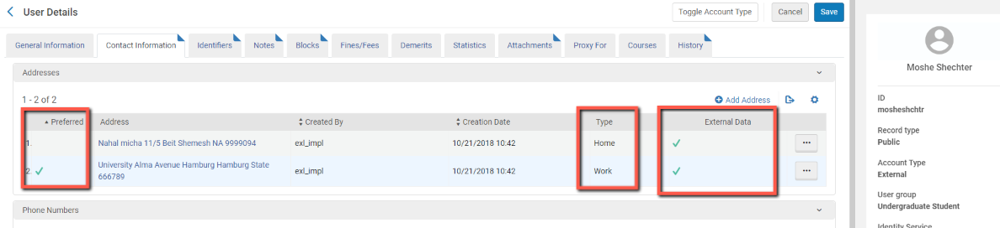 User Details
Toggle Account Type
Cancel
Save
General Information
Contact Information
Identifiers
Notes
Blocks
Fines/Fees
Demerits
Statistics
Attachments
Proxy For
Courses
History
Addresses
1 - 2 of 2
Add Address
Preferred Address Created By Creation Date Type External Data
1. Nahal micha 11/5 Beit Shemesh NA 9999094 exl_impl 10/21/2018 10:42 Home
2. University Alma Avenue Hamburg Hamburg State
666789 exl_impl 10/21/2018 10:42 Work
Phone Numbers
Moshe Shechter
ID
mosheshchtr
Record type
Public
Account Type
External
User group
Undergraduate Student
Identity Service